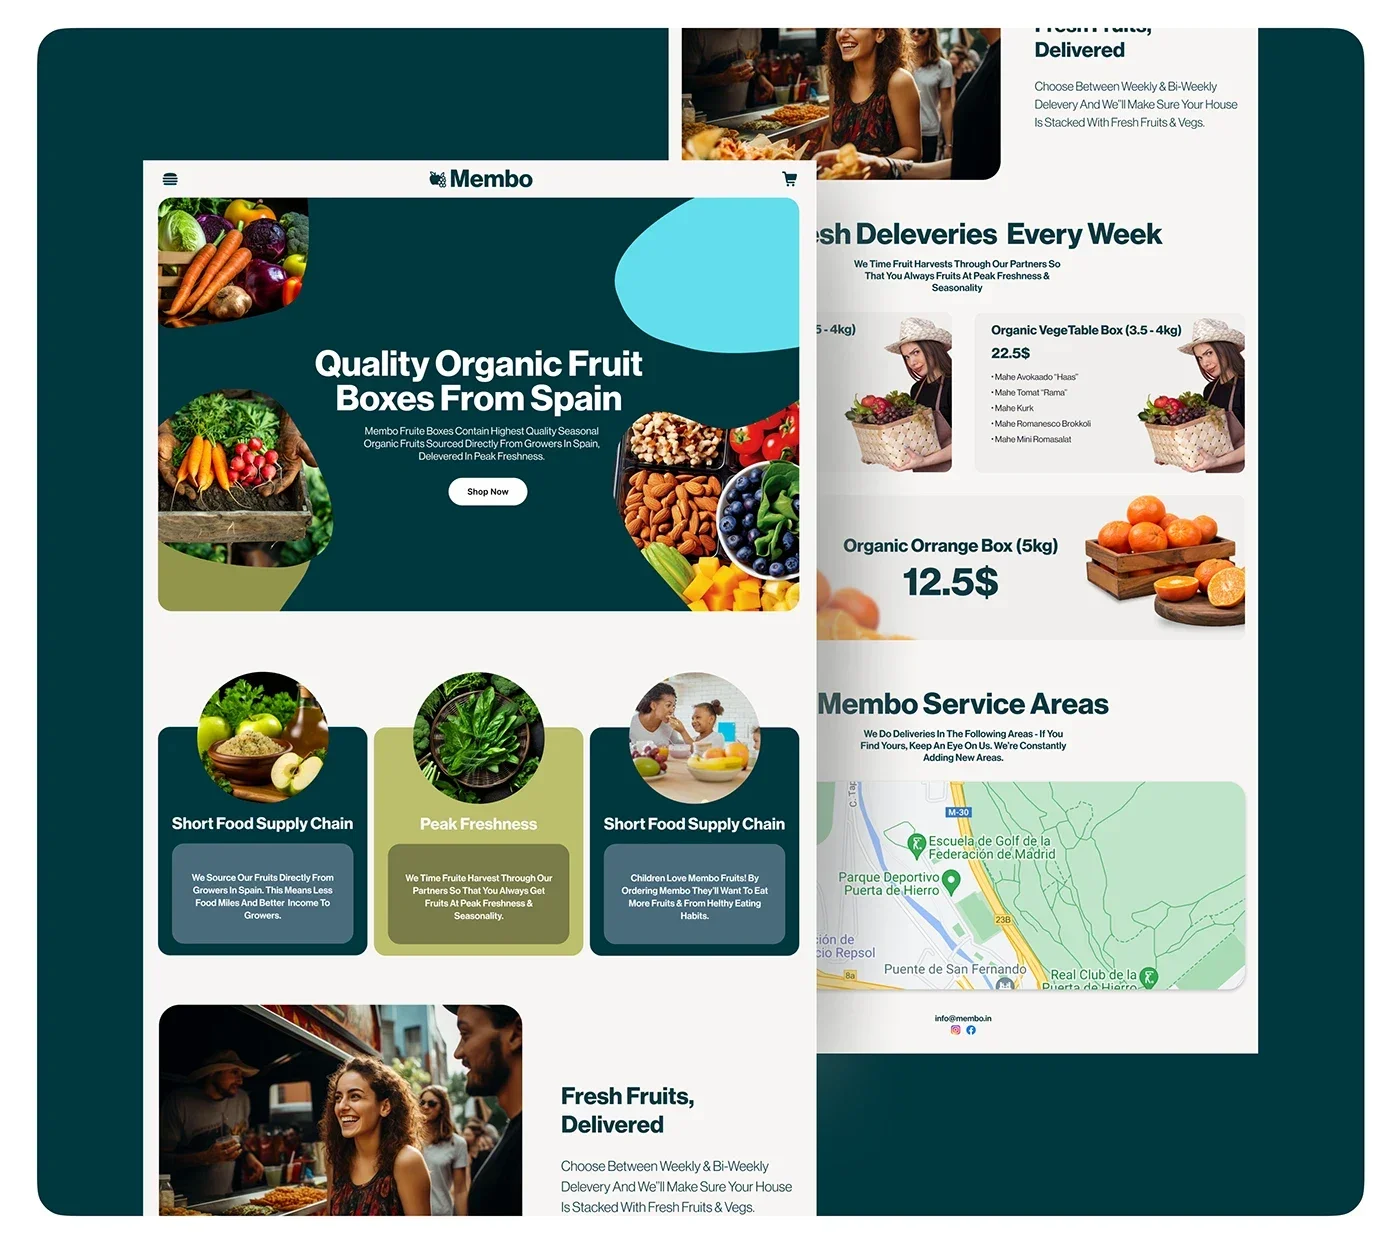 Membo
Quality Organic Fruit
Boxes From Spain
Membo Fruite Boxes Contain Highest Quality Seasonal
Organic Fruits Sourced Directly From Growers In Spain,
Delevered In Peak Freshness.
Shop Now
Short Food Supply Chain
We Source Our Fruits Directly From
Growers In Spain. This Means Less
Food Miles And Better Income To
Growers.
Peak Freshness
We Time Fruite Harvest Through Our
Partners So That You Always Get
Fruits At Peak Freshness &
Seasonality.
Short Food Supply Chain
Children Love Membo Fruits! By
Ordering Membo They'll Want To Eat
More Fruits & From Helthy Eating
Habits.
Fresh Fruits,
Delivered
Choose Between Weekly & Bi-Weekly
Delevery And We"ll Make Sure Your House
Is Stacked With Fresh Fruits & Vegs.
Fresh Fruits,
Delivered
Choose Between Weekly & Bi-Weekly
Delevery And We"ll Make Sure Your House
Is Stacked With Fresh Fruits & Vegs.
esh Deleveries Every Week
We Time Fruit Harvests Through Our Partners So
That You Always Fruits At Peak Freshness &
Seasonality
5 - 4kg)
Organic VegeTable Box (3.5 - 4kg)
22.5$
• Mahe Avokaado "Haas"
• Mahe Tomat "Rama"
• Mahe Kurk
• Mahe Romanesco Brokkoli
• Mahe Mini Romasalat
Organic Orrange Box (5kg)
12.5$
Membo Service Areas
We Do Deliveries In The Following Areas - If You
Find Yours, Keep An Eye On Us. We're Constantly
Adding New Areas.
C. Tap
M-30
Escuela de Golf de la
Federación de Madrid
Parque Deportivo
Puerta de Hierro
23B
ción de
cio Repsol
8a
Puente de San Fernando
Real Club de la
Puerta de Hierro
info@membo.in